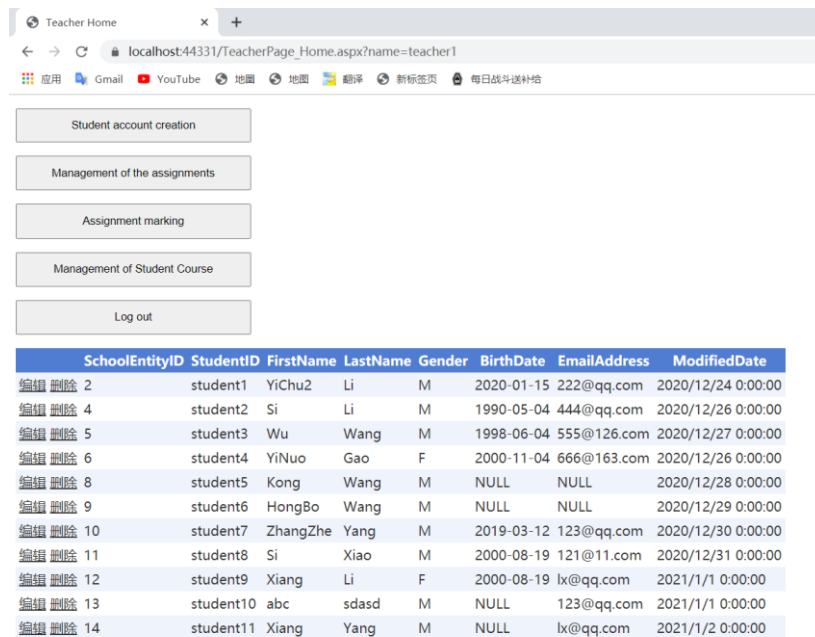 Teacher Home × +
localhost:44331/TeacherPage_Home.aspx?name=teacher1
应用 Gmail YouTube 地圖 地图 翻译 新标签页 每日战斗送补给
Student account creation
Management of the assignments
Assignment marking
Management of Student Course
Log out
SchoolEntityID StudentID FirstName LastName Gender BirthDate EmailAddress ModifiedDate
编辑 删除 2 student1 YiChu2 Li M 2020-01-15 222@qq.com 2020/12/24 0:00:00
编辑 删除 4 student2 Si Li M 1990-05-04 444@qq.com 2020/12/26 0:00:00
编辑 删除 5 student3 Wu Wang M 1998-06-04 555@126.com 2020/12/27 0:00:00
编辑 删除 6 student4 YiNuo Gao F 2000-11-04 666@163.com 2020/12/26 0:00:00
编辑 删除 8 student5 Kong Wang M NULL NULL 2020/12/28 0:00:00
编辑 删除 9 student6 HongBo Wang M NULL NULL 2020/12/29 0:00:00
编辑 删除 10 student7 ZhangZhe Yang M 2019-03-12 123@qq.com 2020/12/30 0:00:00
编辑 删除 11 student8 Si Xiao M 2000-08-19 121@11.com 2020/12/31 0:00:00
编辑 删除 12 student9 Xiang Li F 2000-08-19 lx@qq.com 2021/1/1 0:00:00
编辑 删除 13 student10 abc sdasd M NULL 123@qq.com 2021/1/1 0:00:00
编辑 删除 14 student11 Xiang Yang M NULL lx@qq.com 2021/1/2 0:00:00